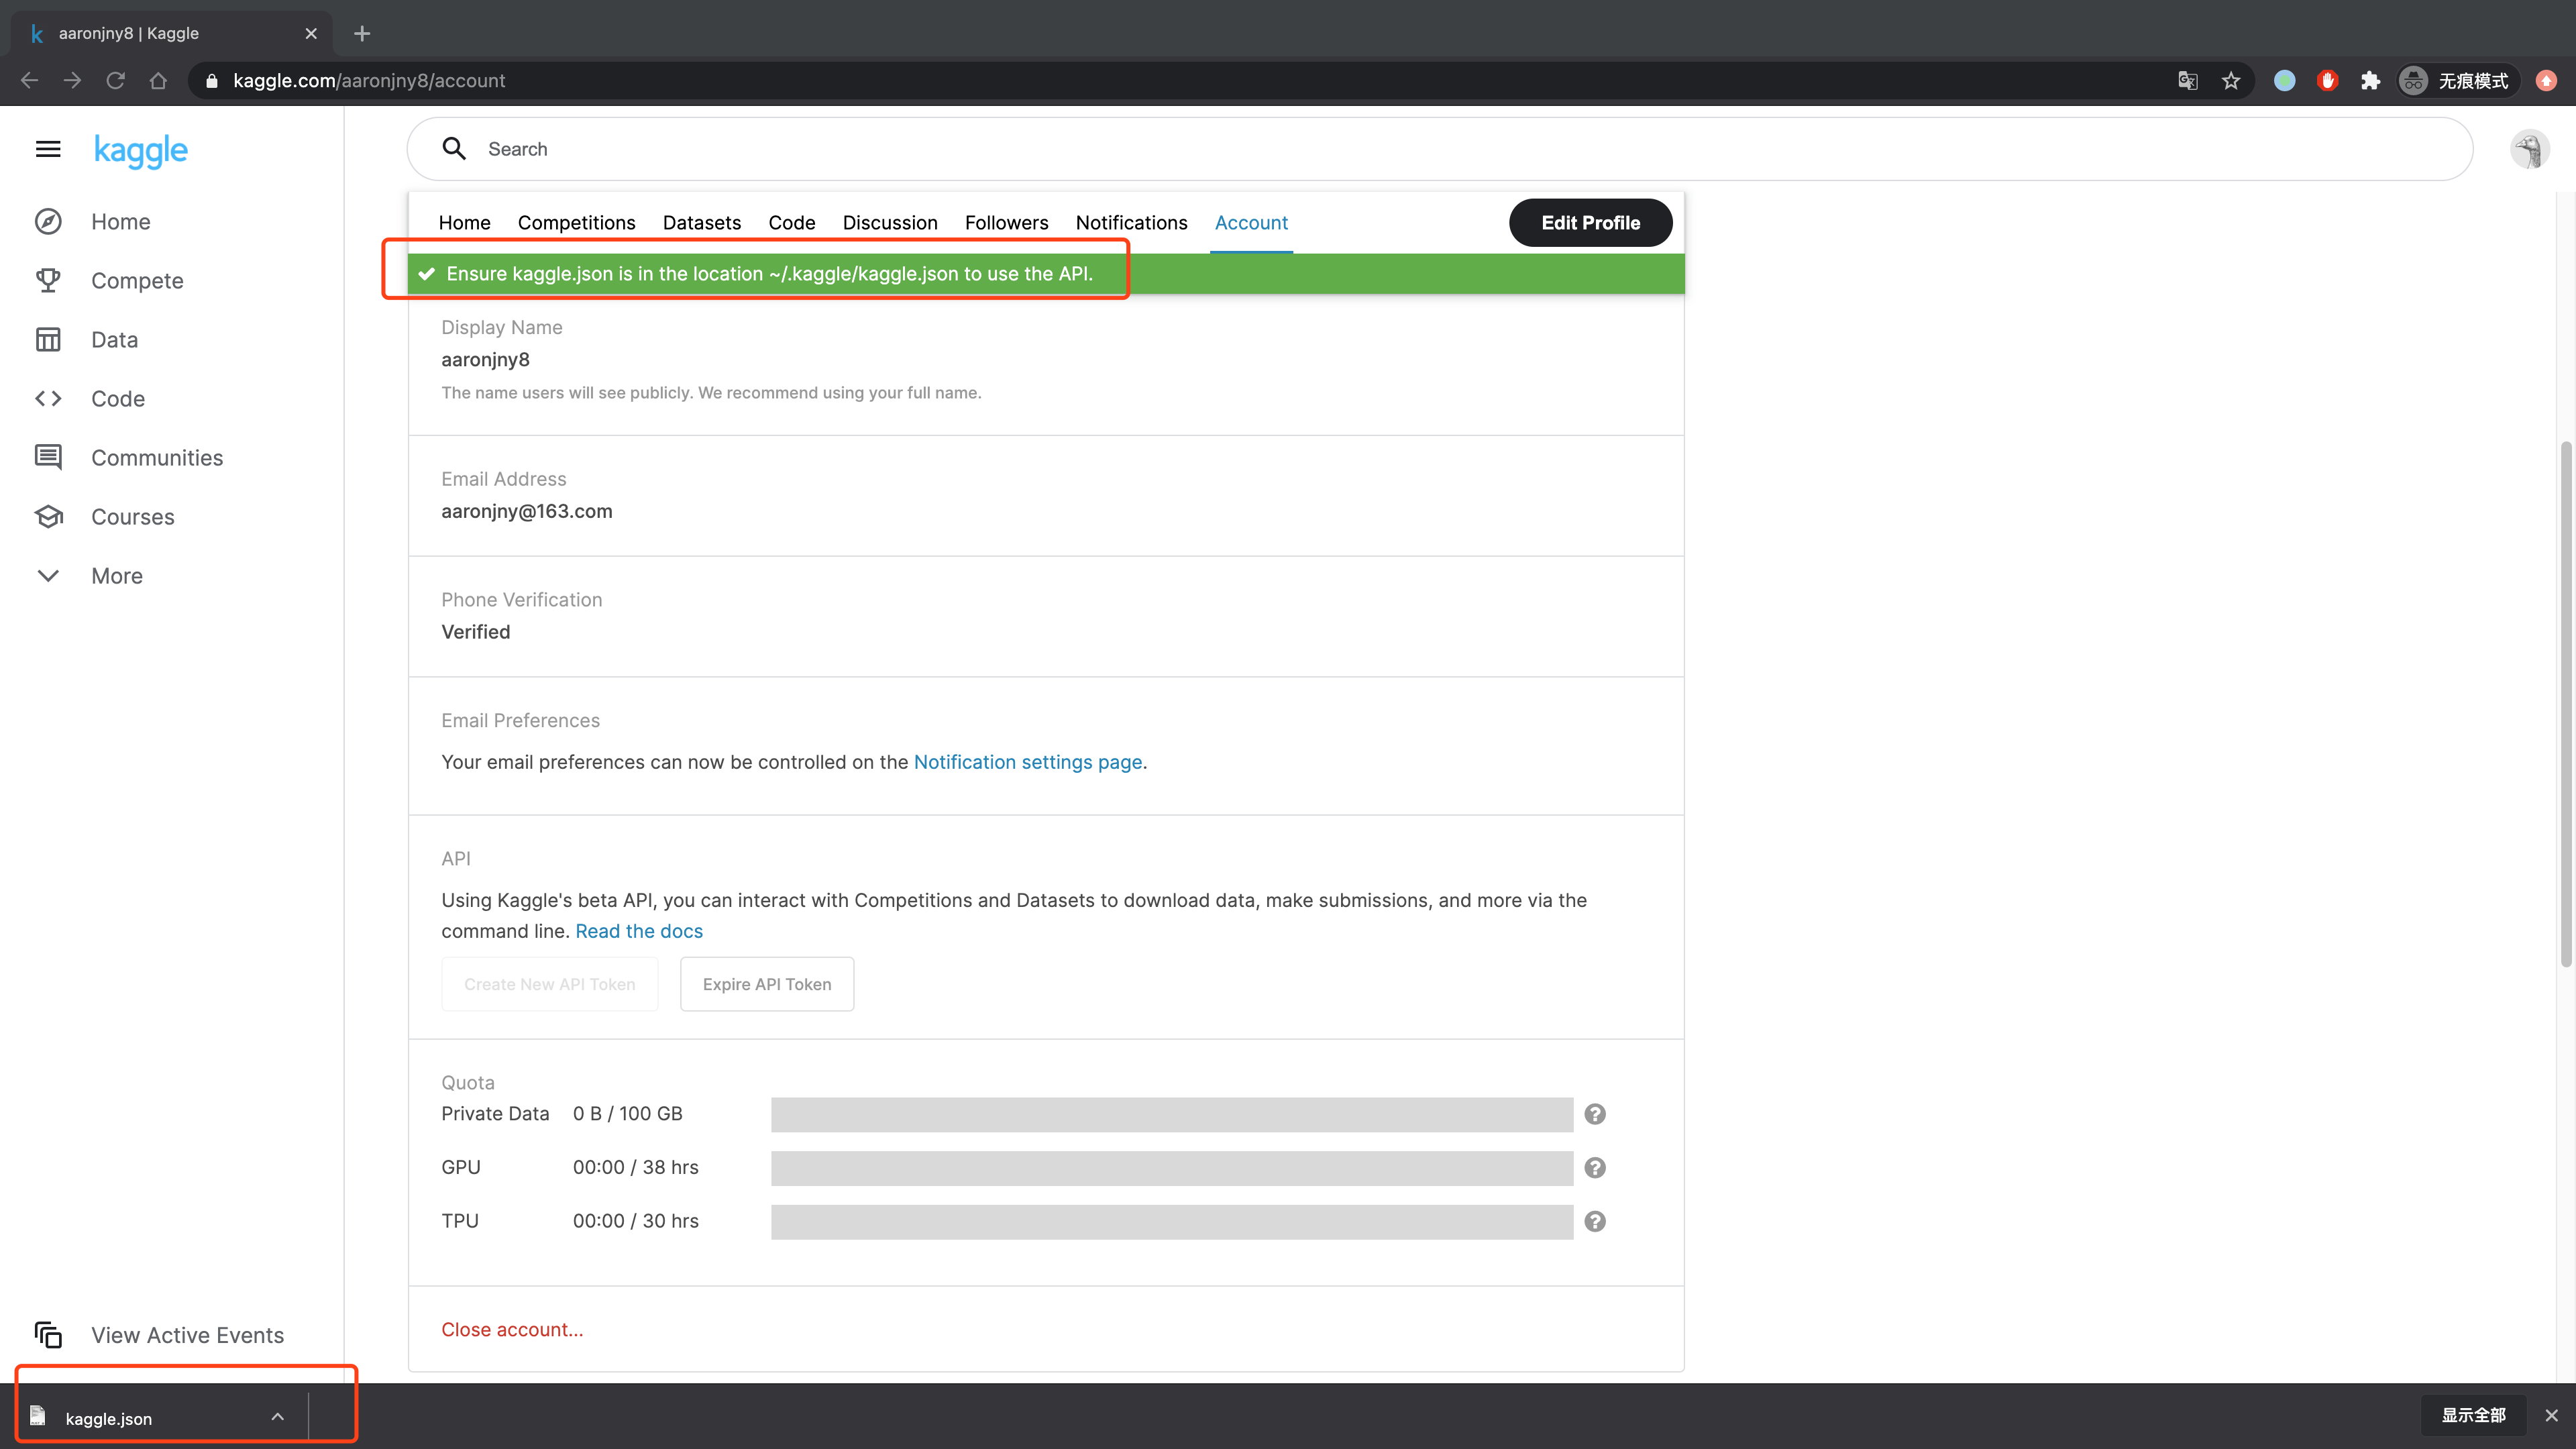 aaronjny8 | Kaggle
kaggle.com/aaronjny8/account
无痕模式
kaggle
Search
Home
Compete
Data
Code
Communities
Courses
More
View Active Events
Home Competitions Datasets Code Discussion Followers Notifications Account Edit Profile
Ensure kaggle.json is in the location ~/.kaggle/kaggle.json to use the API.
Display Name
aaronjny8
The name users will see publicly. We recommend using your full name.
Email Address
aaronjny@163.com
Phone Verification
Verified
Email Preferences
Your email preferences can now be controlled on the Notification settings page.
API
Using Kaggle's beta API, you can interact with Competitions and Datasets to download data, make submissions, and more via the
command line. Read the docs
Create New API Token Expire API Token
Quota
Private Data 0 B / 100 GB
GPU 00:00 / 38 hrs
TPU 00:00 / 30 hrs
Close account...
kaggle.json
显示全部